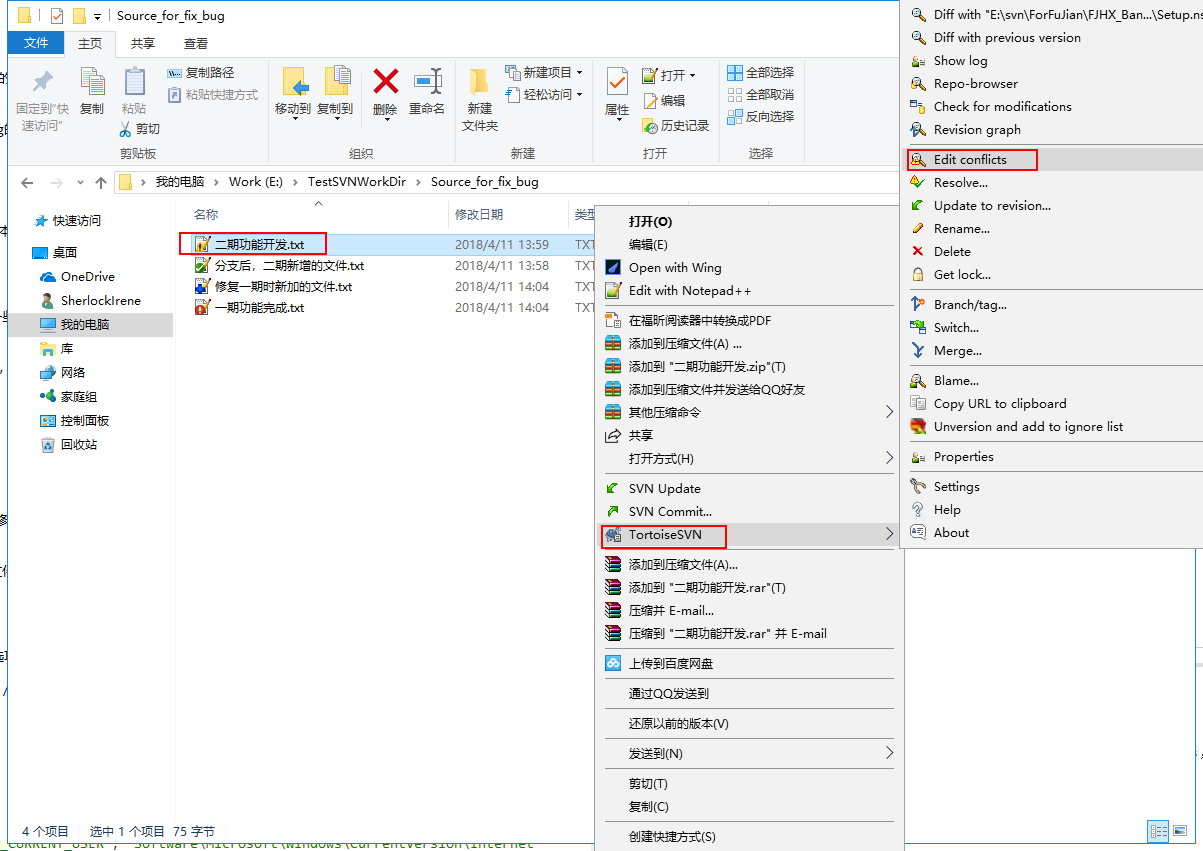 Source_for_fix_bug
文件 主页 共享 查看
固定到"快速访问"
复制
粘贴
复制路径
粘贴快捷方式
剪切
剪贴板
移动到
复制到
删除
重命名
组织
新建文件夹
新建项目
轻松访问
新建
属性
打开
编辑
历史记录
打开
全部选择
全部取消
反向选择
选择
我的电脑 Work (E:) TestSVNWorkDir Source_for_fix_bug
快速访问
桌面
OneDrive
SherlockIrene
我的电脑
库
网络
家庭组
控制面板
回收站
名称 修改日期 类型
二期功能开发.txt 2018/4/11 13:59 TXT
分支后，二期新增的文件.txt 2018/4/11 13:58 TXT
修复一期时新加的文件.txt 2018/4/11 14:04 TXT
一期功能完成.txt 2018/4/11 14:04 TXT
打开(O)
编辑(E)
Open with Wing
Edit with Notepad++
在福昕阅读器中转换成PDF
添加到压缩文件(A) ...
添加到 "二期功能开发.zip"(T)
添加到压缩文件并发送给QQ好友
其他压缩命令
共享
打开方式(H)
SVN Update
SVN Commit...
TortoiseSVN
添加到压缩文件(A)...
添加到 "二期功能开发.rar"(T)
压缩并 E-mail...
压缩到 "二期功能开发.rar" 并 E-mail
上传到百度网盘
通过QQ发送到
还原以前的版本(V)
发送到(N)
剪切(T)
复制(C)
创建快捷方式(S)
Diff with "E:\svn\ForFuJian\FJHX_Ban...\Setup.ns
Diff with previous version
Show log
Repo-browser
Check for modifications
Revision graph
Edit conflicts
Resolve...
Update to revision...
Rename...
Delete
Get lock...
Branch/tag...
Switch...
Merge...
Blame...
Copy URL to clipboard
Unversion and add to ignore list
Properties
Settings
Help
About
4 个项目 选中 1 个项目 75 字节
_CURRENT_USER", "Software\Microsoft\Windows\CurrentVersion\Internet